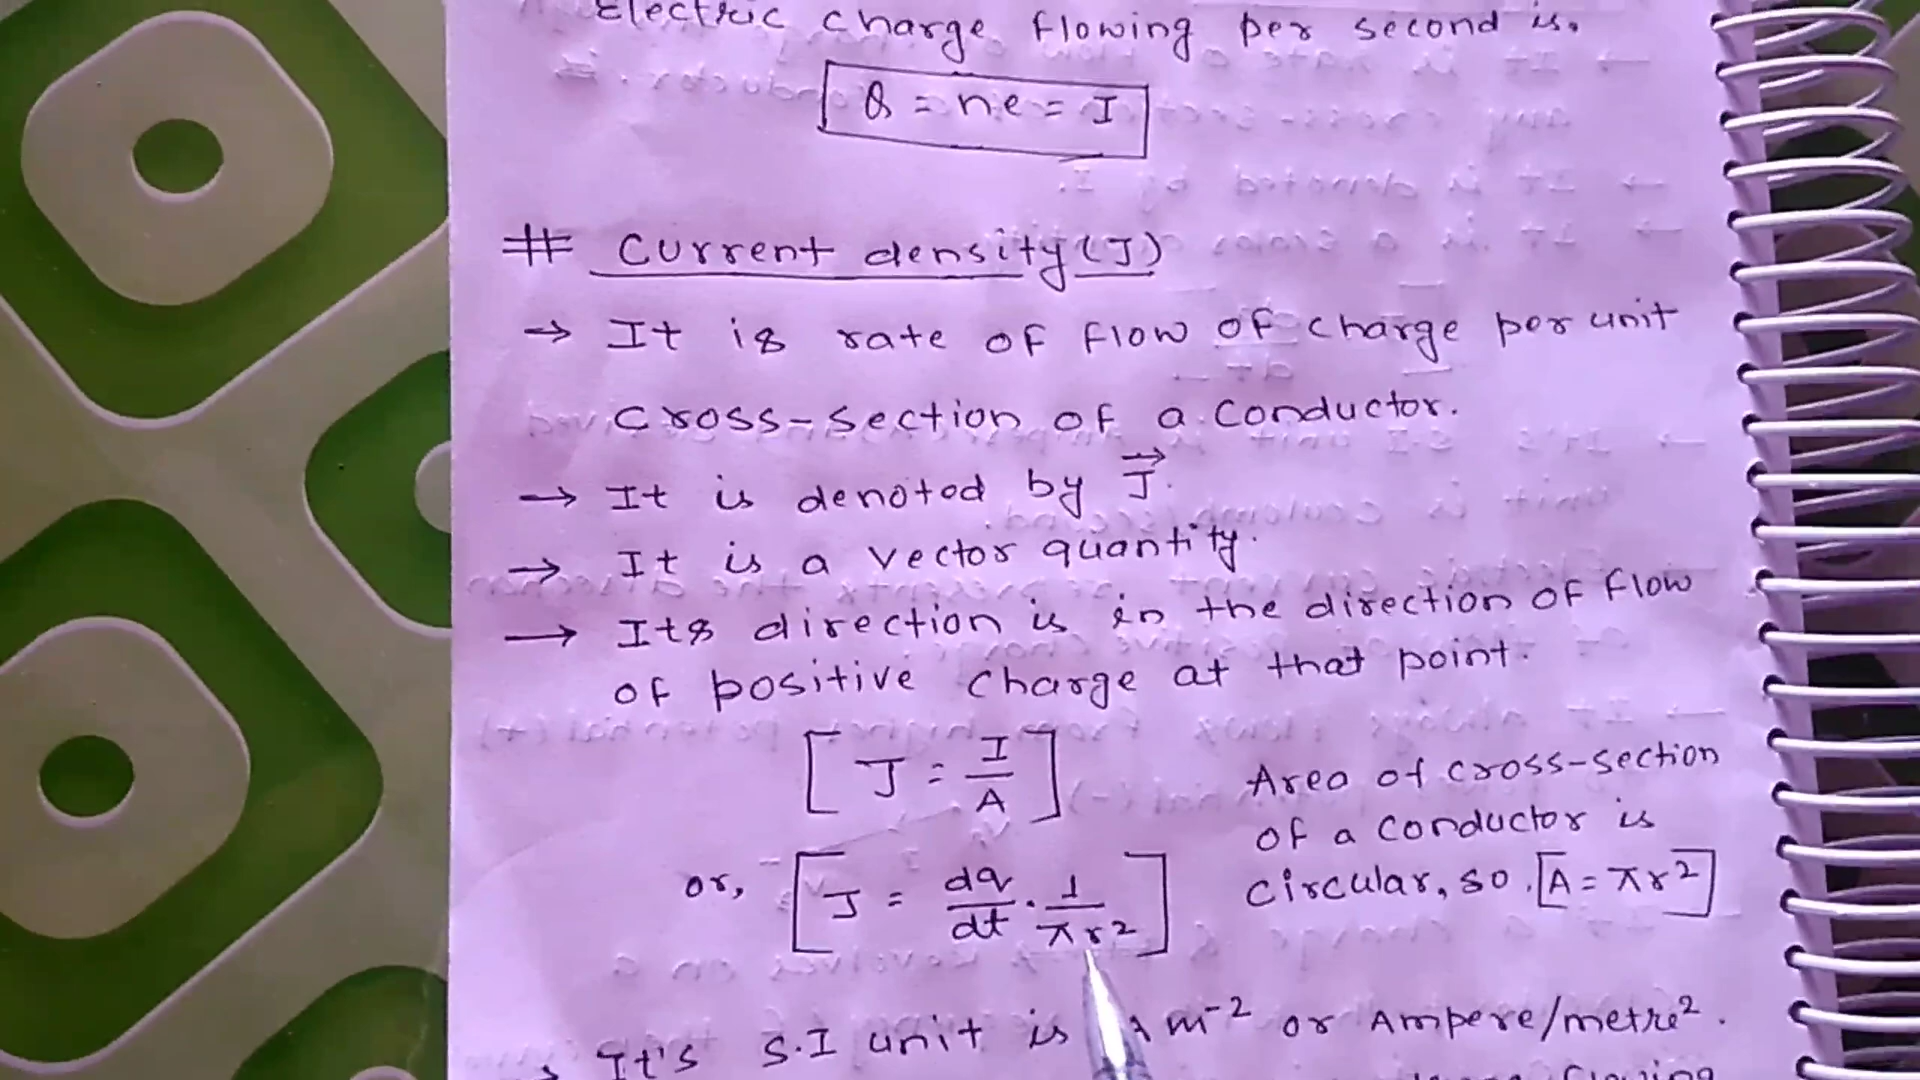 Electric charge flowing per second is.
Q = ne = I
# Current density (J)
→ It is rate of flow of charge per unit
cross-section of a conductor.
→ It is denoted by J⃗.
→ It is a vector quantity.
→ Its direction is in the direction of flow
of positive charge at that point.
[J = I/A]
Area of cross-section
of a conductor is
circular, so. [A = πr²]
or, [J = dq/dt · 1/πr²]
It's S.I unit is A m⁻² or Ampere/metre².
flowing